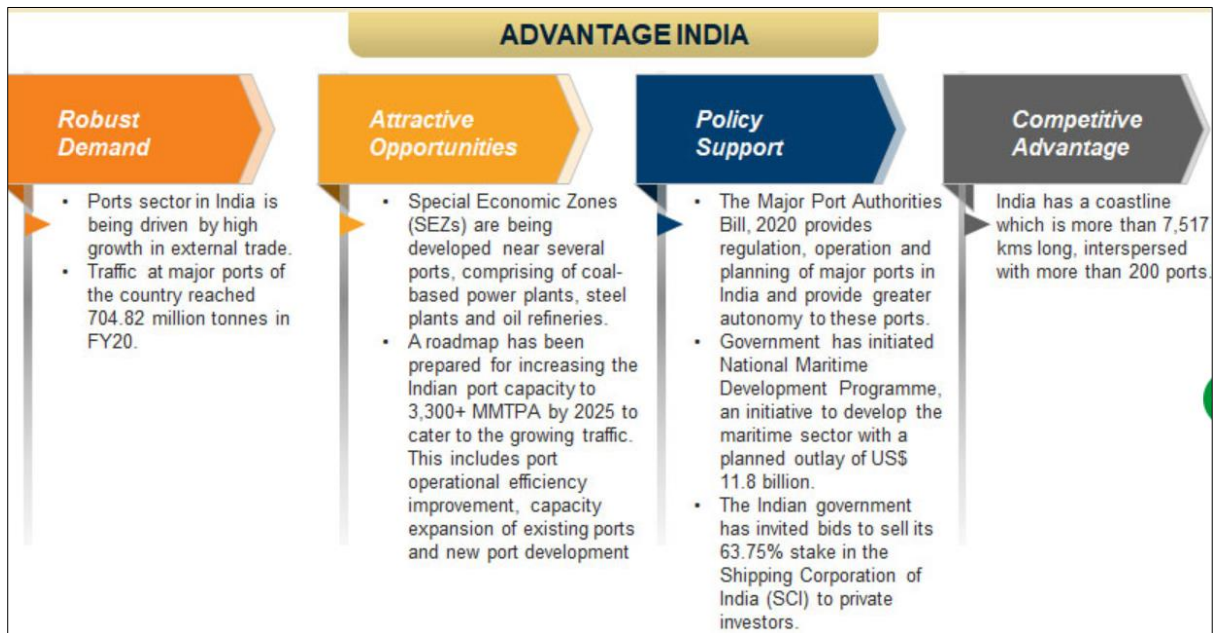 ADVANTAGE INDIA
Robust
Demand
• Ports sector in India is
being driven by high
growth in external trade.
• Traffic at major ports of
the country reached
704.82 million tonnes in
FY20.
Attractive
Opportunities
• Special Economic Zones
(SEZs) are being
developed near several
ports, comprising of coal-
based power plants, steel
plants and oil refineries.
• A roadmap has been
prepared for increasing the
Indian port capacity to
3,300+ MMTPA by 2025 to
cater to the growing traffic.
This includes port
operational efficiency
improvement, capacity
expansion of existing ports
and new port development
Policy
Support
• The Major Port Authorities
Bill, 2020 provides
regulation, operation and
planning of major ports in
India and provide greater
autonomy to these ports.
• Government has initiated
National Maritime
Development Programme,
an initiative to develop the
maritime sector with a
planned outlay of US$
11.8 billion.
• The Indian government
has invited bids to sell its
63.75% stake in the
Shipping Corporation of
India (SCI) to private
investors.
Competitive
Advantage
India has a coastline
which is more than 7,517
kms long, interspersed
with more than 200 ports.